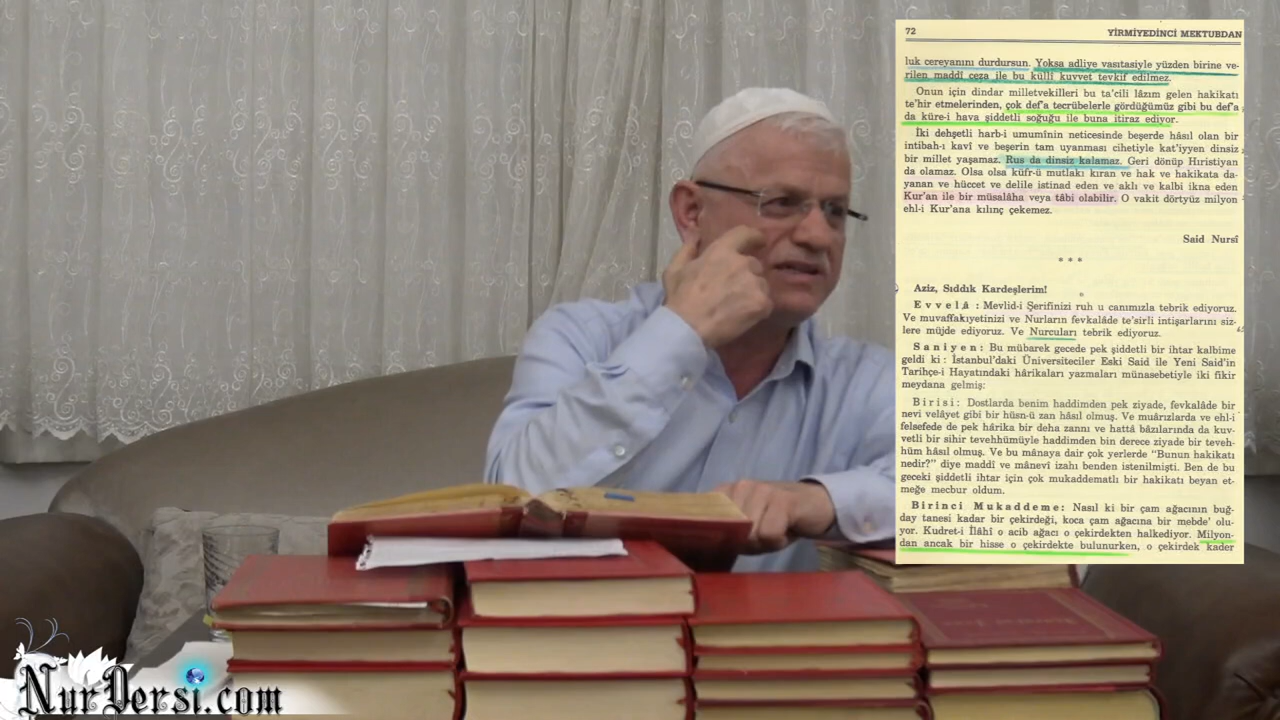 72 YİRMİYEDİNCİ MEKTUBDAN
luk cereyanını durdursun. Yoksa adliye vasıtasiyle yüzden birine ve-
rilen maddî ceza ile bu küllî kuvvet tevkif edilmez.
Onun için dindar milletvekilleri bu ta'cili lâzım gelen hakikatı
te'hir etmelerinden, çok def'a tecrübelerle gördüğümüz gibi bu def'a
da küre-i hava şiddetli soğuğu ile buna itiraz ediyor.
İki dehşetli harb-i umumînin neticesinde beşerde hâsıl olan bir
intibah-ı kavî ve beşerin tam uyanması cihetiyle kat'iyyen dinsiz
bir millet yaşamaz. Rus da dinsiz kalamaz. Geri dönüp Hıristiyan
da olamaz. Olsa olsa küfr-ü mutlakı kıran ve hak ve hakikata da-
yanan ve hüccet ve delile istinad eden ve aklı ve kalbi ikna eden
Kur'an ile bir müsalâha veya tâbi olabilir. O vakit dörtyüz milyon
ehl-i Kur'ana kılınç çekemez.
Said Nursî
* * *
Aziz, Sıddık Kardeşlerim!
Evvelâ: Mevlid-i Şerifinizi ruh u canımızla tebrik ediyoruz.
Ve muvaffakıyetinizi ve Nurların fevkalâde te'sirli intişarlarını siz-
lere müjde ediyoruz. Ve Nurcuları tebrik ediyoruz.
Saniyen: Bu mübarek gecede pek şiddetli bir ihtar kalbime
geldi ki: İstanbul'daki Üniversiteciler Eski Said ile Yeni Said'in
Tarihçe-i Hayatındaki hârikaları yazmaları münasebetiyle iki fikir
meydana gelmiş:
Birisi: Dostlarda benim haddimden pek ziyade, fevkalâde bir
nevi velâyet gibi bir hüsn-ü zan hâsıl olmuş. Ve muârızlarda ve ehl-i
felsefede de pek hârika bir deha zannı ve hattâ bâzılarında da kuv-
vetli bir sihir tevehhümüyle haddimden bin derece ziyade bir teveh-
hüm hâsıl olmuş. Ve bu mânaya dair çok yerlerde "Bunun hakikatı
nedir?" diye maddî ve mânevî izahı benden istenilmişti. Ben de bu
geceki şiddetli ihtar için çok mukaddematlı bir hakikatı beyan et-
meğe mecbur oldum.
Birinci Mukaddeme: Nasıl ki bir çam ağacının buğ-
day tanesi kadar bir çekirdeği, koca çam ağacına bir mebde' olu-
yor. Kudret-i İlâhî o acib ağacı o çekirdekten halkediyor. Milyon-
dan ancak bir hisse o çekirdekte bulunurken, o çekirdek kader
NurDersi.com